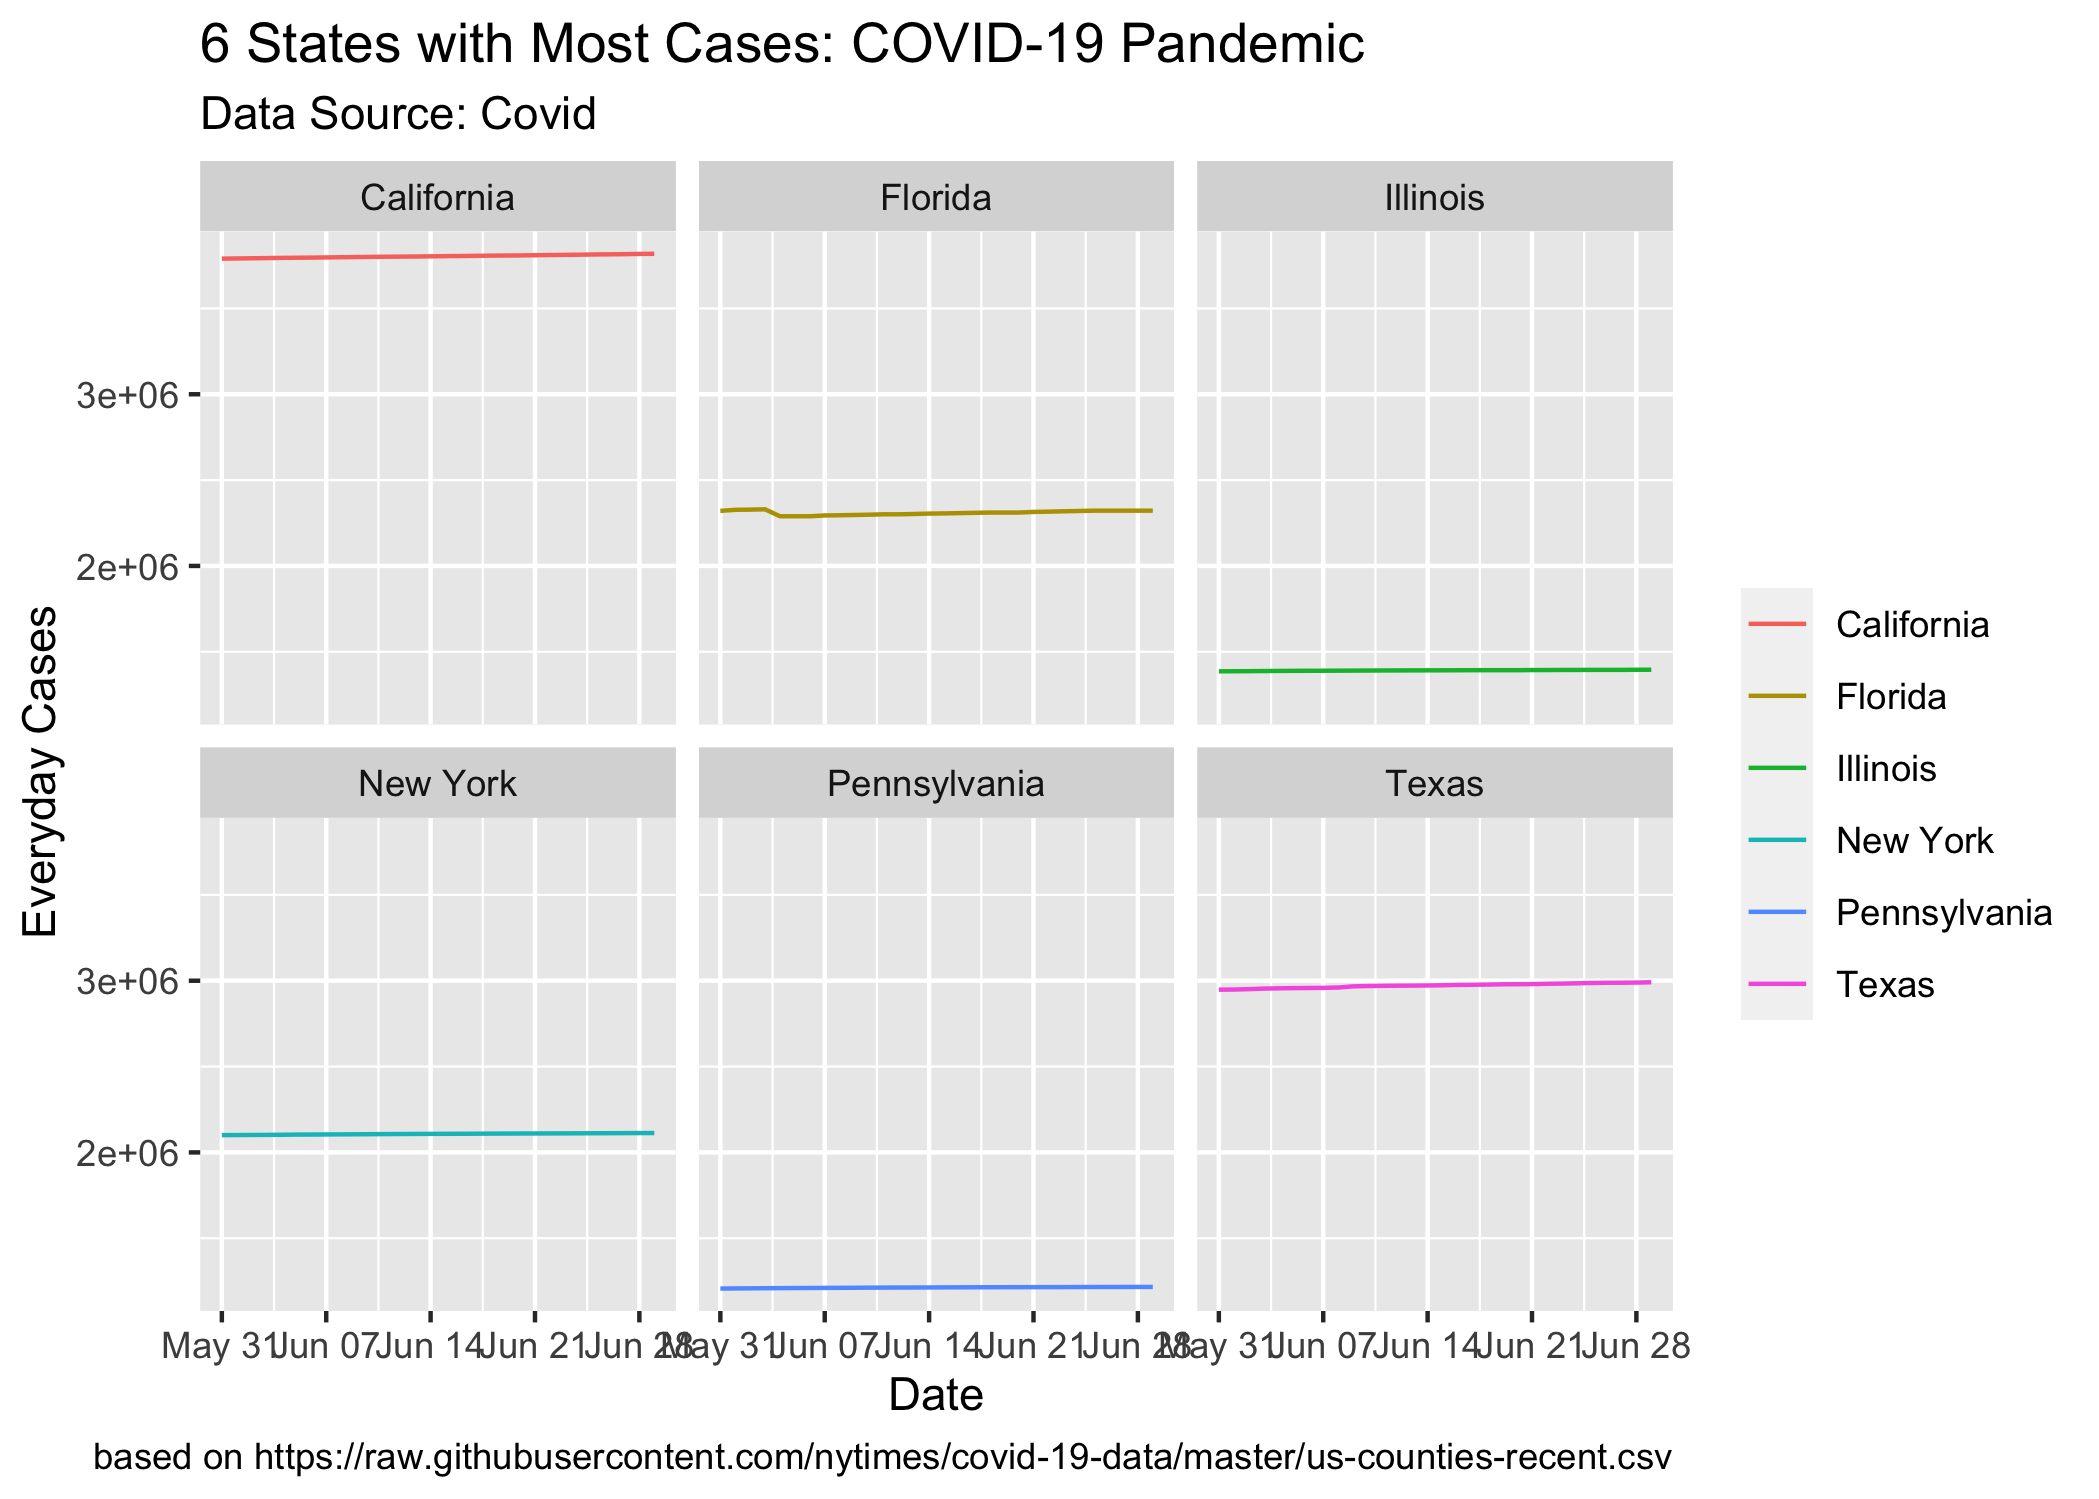 6 States with Most Cases: COVID-19 Pandemic
Data Source: Covid
California
Florida
Illinois
3e+06
2e+06
New York
Pennsylvania
Texas
3e+06
2e+06
Everyday Cases
May 31 Jun 07 Jun 14 Jun 21 Jun 28 May 31 Jun 07 Jun 14 Jun 21 Jun 28 May 31 Jun 07 Jun 14 Jun 21 Jun 28
Date
California
Florida
Illinois
New York
Pennsylvania
Texas
based on https://raw.githubusercontent.com/nytimes/covid-19-data/master/us-counties-recent.csv